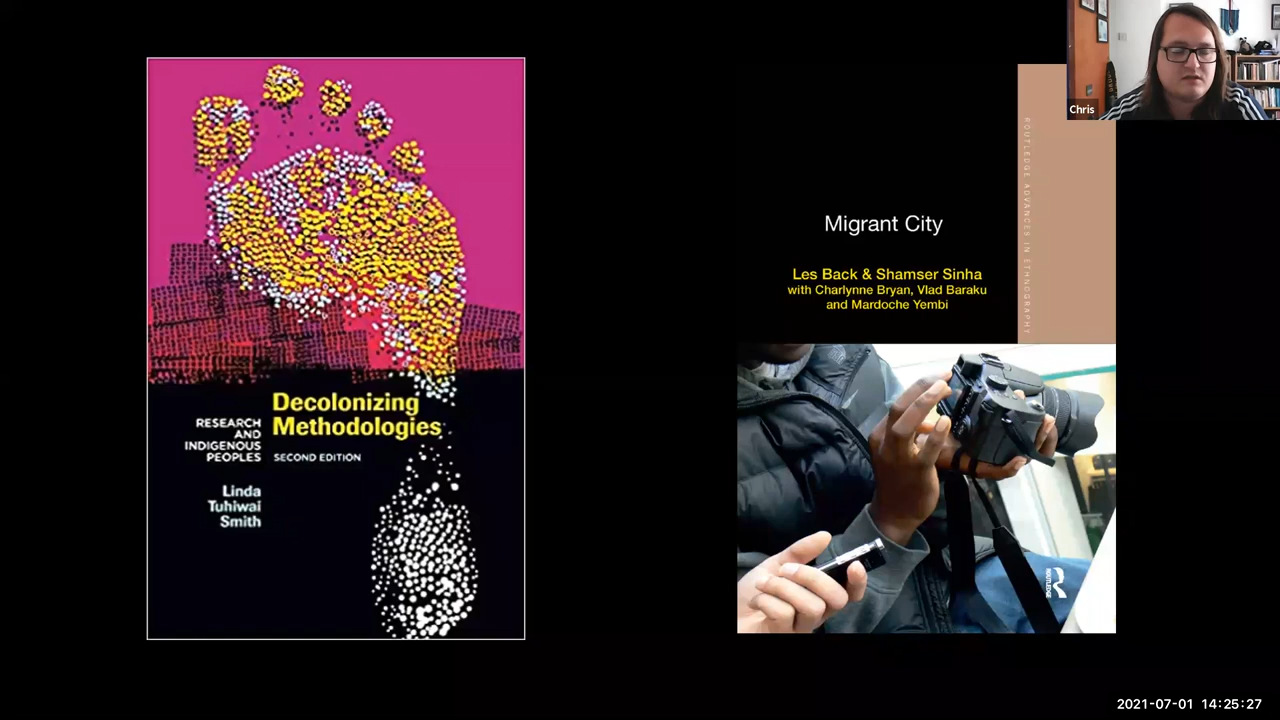 Decolonizing
Methodologies
RESEARCH
AND
INDIGENOUS
PEOPLES
SECOND EDITION
Linda
Tuhiwai
Smith
Migrant City
Les Back & Shamser Sinha
with Charlynne Bryan, Vlad Baraku
and Mardoche Yembi
ROUTLEDGE ADVANCES IN ETHNOGRAPHY
ROUTLEDGE
Chris
2021-07-01 14:25:27